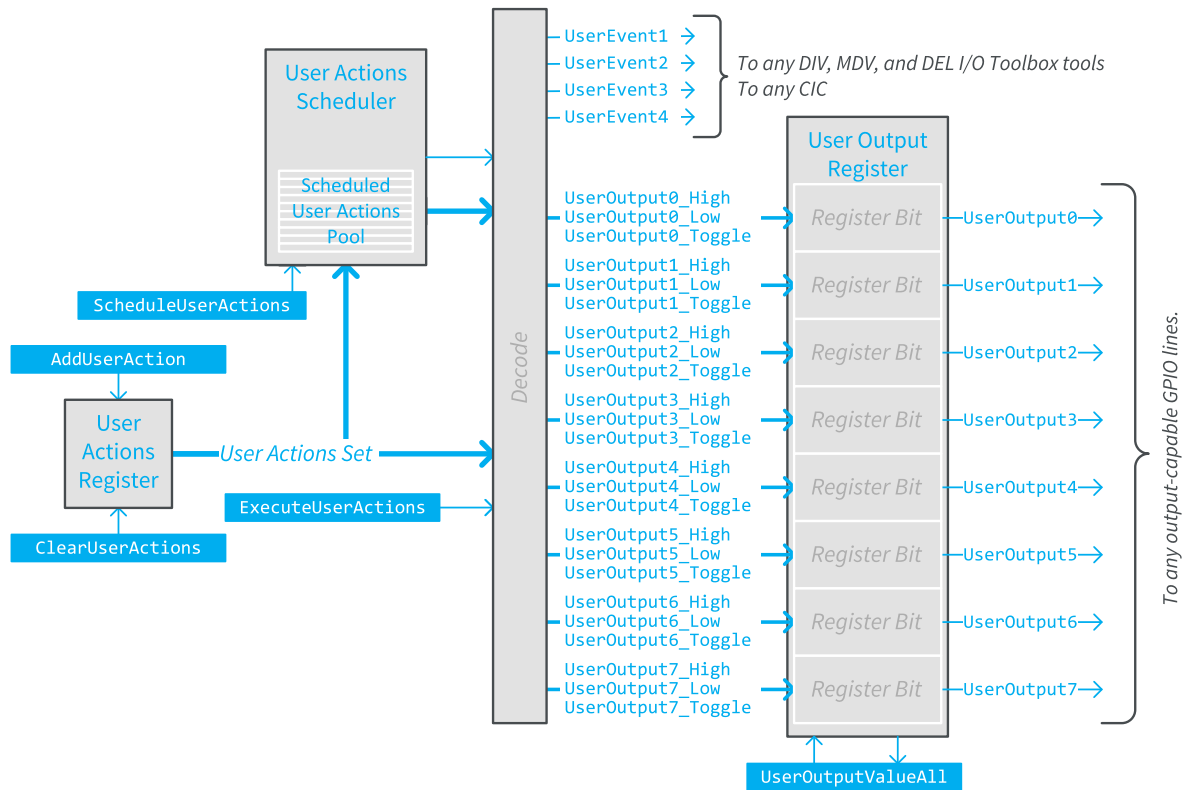 User Actions
Scheduler
Scheduled
User Actions
Pool
ScheduleUserActions
AddUserAction
User
Actions
Register
User Actions Set
ExecuteUserActions
ClearUserActions
Decode
UserEvent1
UserEvent2
UserEvent3
UserEvent4
To any DIV, MDV, and DEL I/O Toolbox tools
To any CIC
UserOutput0_High
UserOutput0_Low
UserOutput0_Toggle
UserOutput1_High
UserOutput1_Low
UserOutput1_Toggle
UserOutput2_High
UserOutput2_Low
UserOutput2_Toggle
UserOutput3_High
UserOutput3_Low
UserOutput3_Toggle
UserOutput4_High
UserOutput4_Low
UserOutput4_Toggle
UserOutput5_High
UserOutput5_Low
UserOutput5_Toggle
UserOutput6_High
UserOutput6_Low
UserOutput6_Toggle
UserOutput7_High
UserOutput7_Low
UserOutput7_Toggle
User Output
Register
Register Bit
Register Bit
Register Bit
Register Bit
Register Bit
Register Bit
Register Bit
Register Bit
UserOutput0
UserOutput1
UserOutput2
UserOutput3
UserOutput4
UserOutput5
UserOutput6
UserOutput7
To any output-capable GPIO lines.
UserOutputValueAll